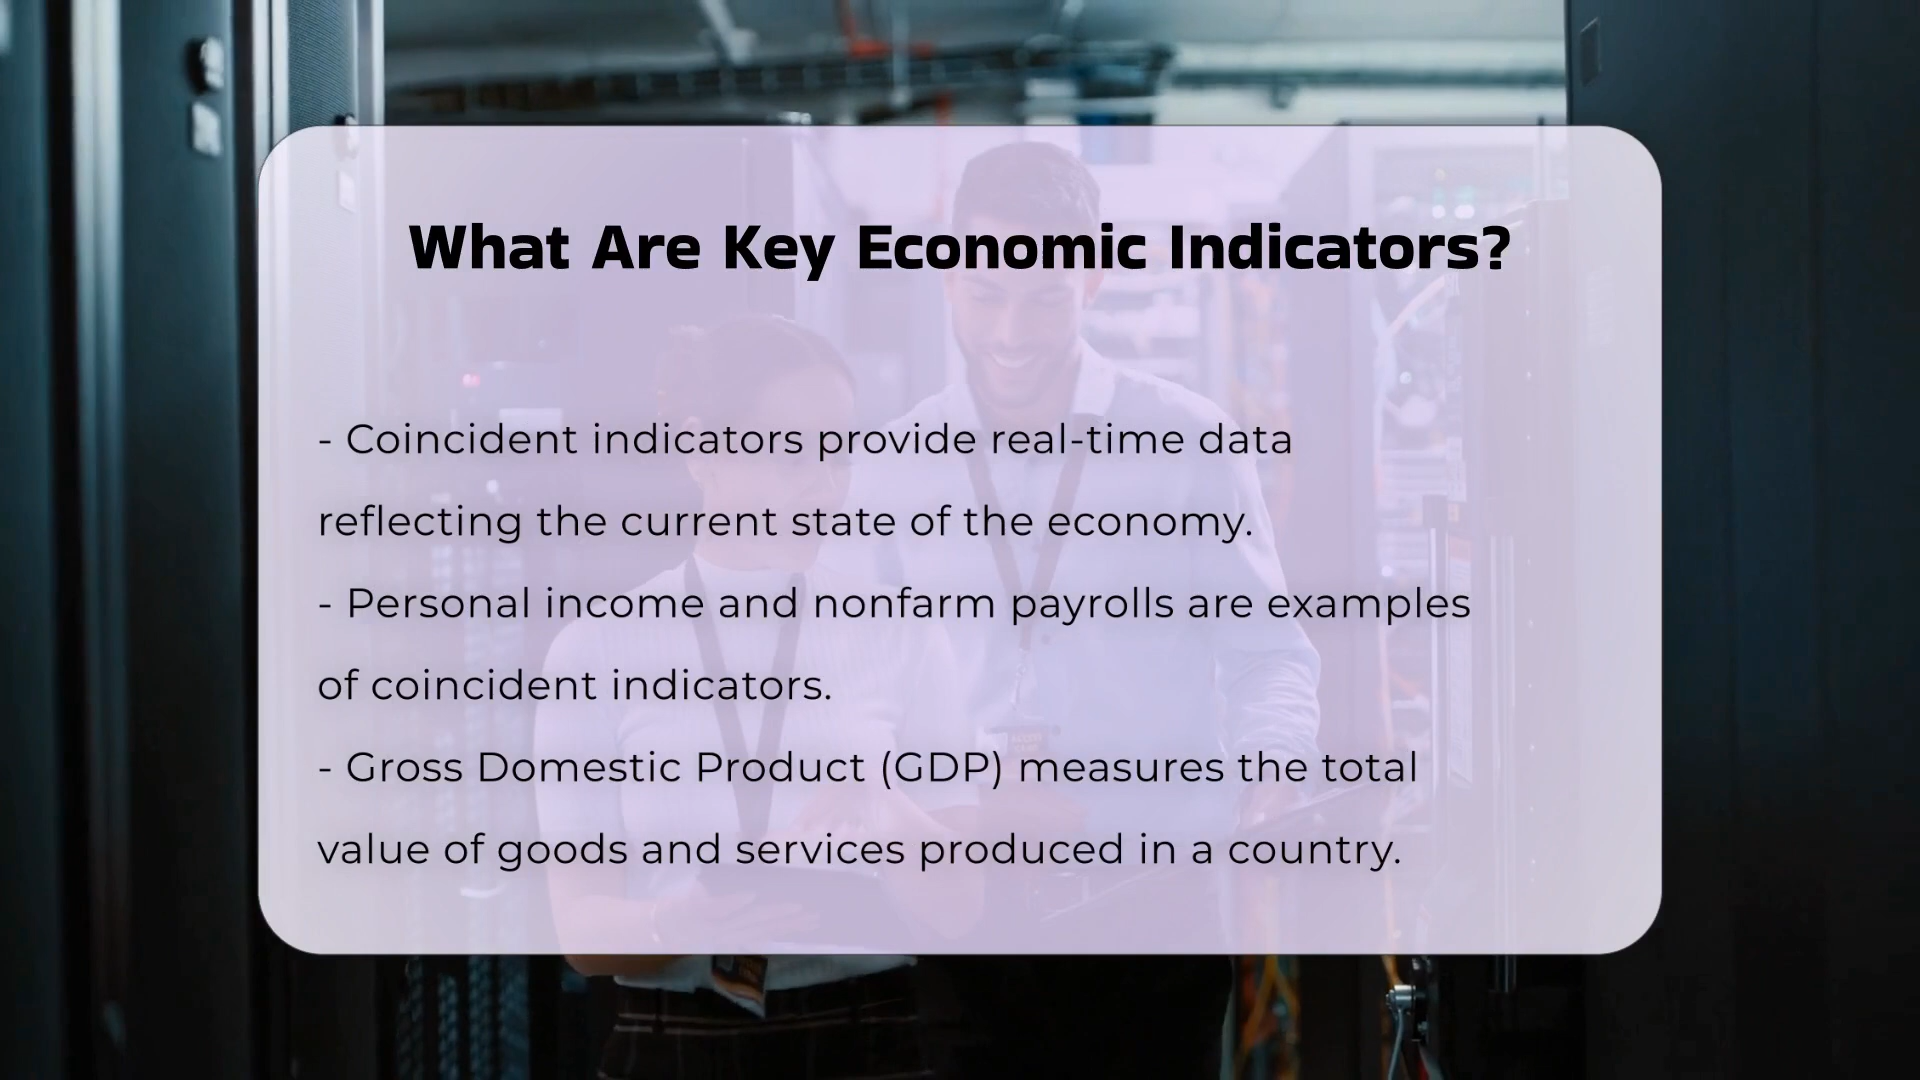 What Are Key Economic Indicators?
- Coincident indicators provide real-time data
reflecting the current state of the economy.
- Personal income and nonfarm payrolls are examples
of coincident indicators.
- Gross Domestic Product (GDP) measures the total
value of goods and services produced in a country.